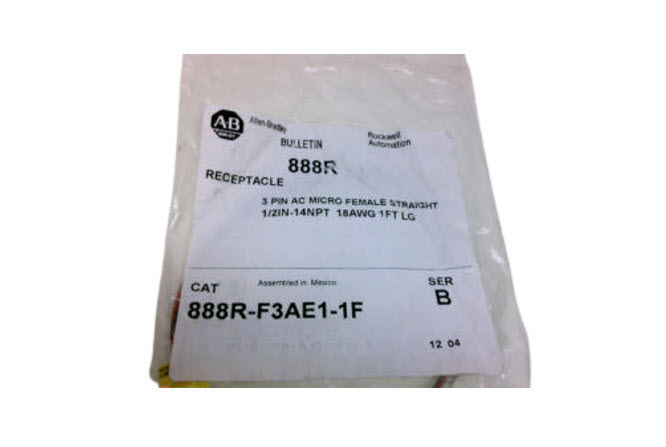 A-B
Allen-Bradley
BULLETIN
Rockwell
Automation
888R
RECEPTACLE
3 PIN AC MICRO FEMALE STRAIGHT
1/2IN-14NPT 18AWG 1FT LG
CAT
Assembled in: Mexico
SER
888R-F3AE1-1F
B
12 04